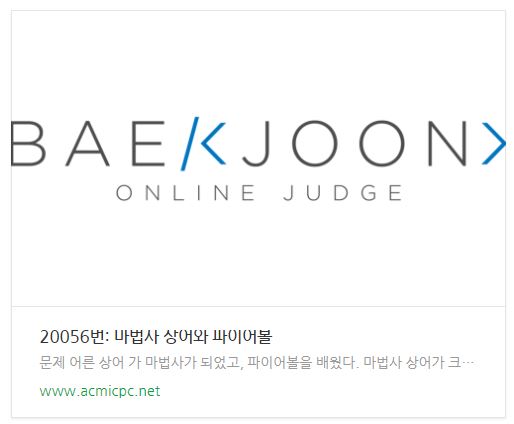 BAEKJOON
ONLINE JUDGE
20056번: 마법사 상어와 파이어볼
문제 어른 상어 가 마법사가 되었고, 파이어볼을 배웠다. 마법사 상어가 크…
www.acmicpc.net